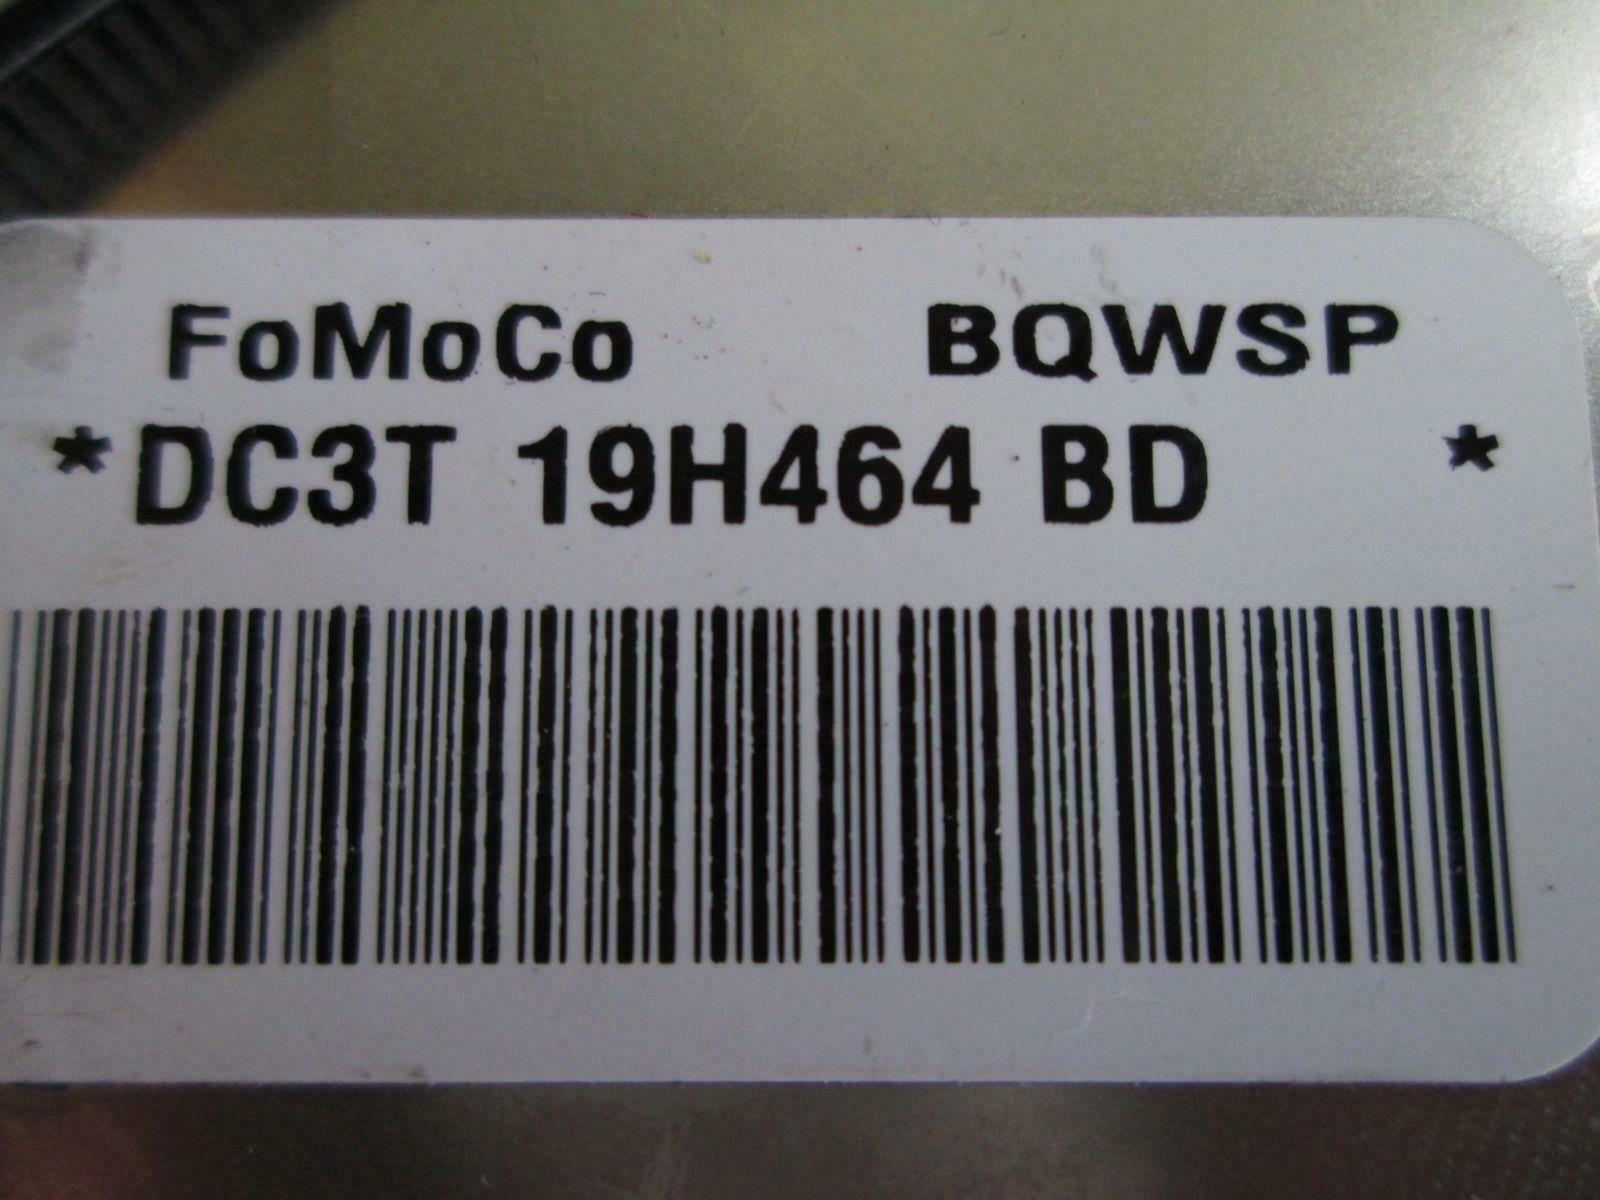 FoMoCo BQWSP
*DC3T 19H464 BD *